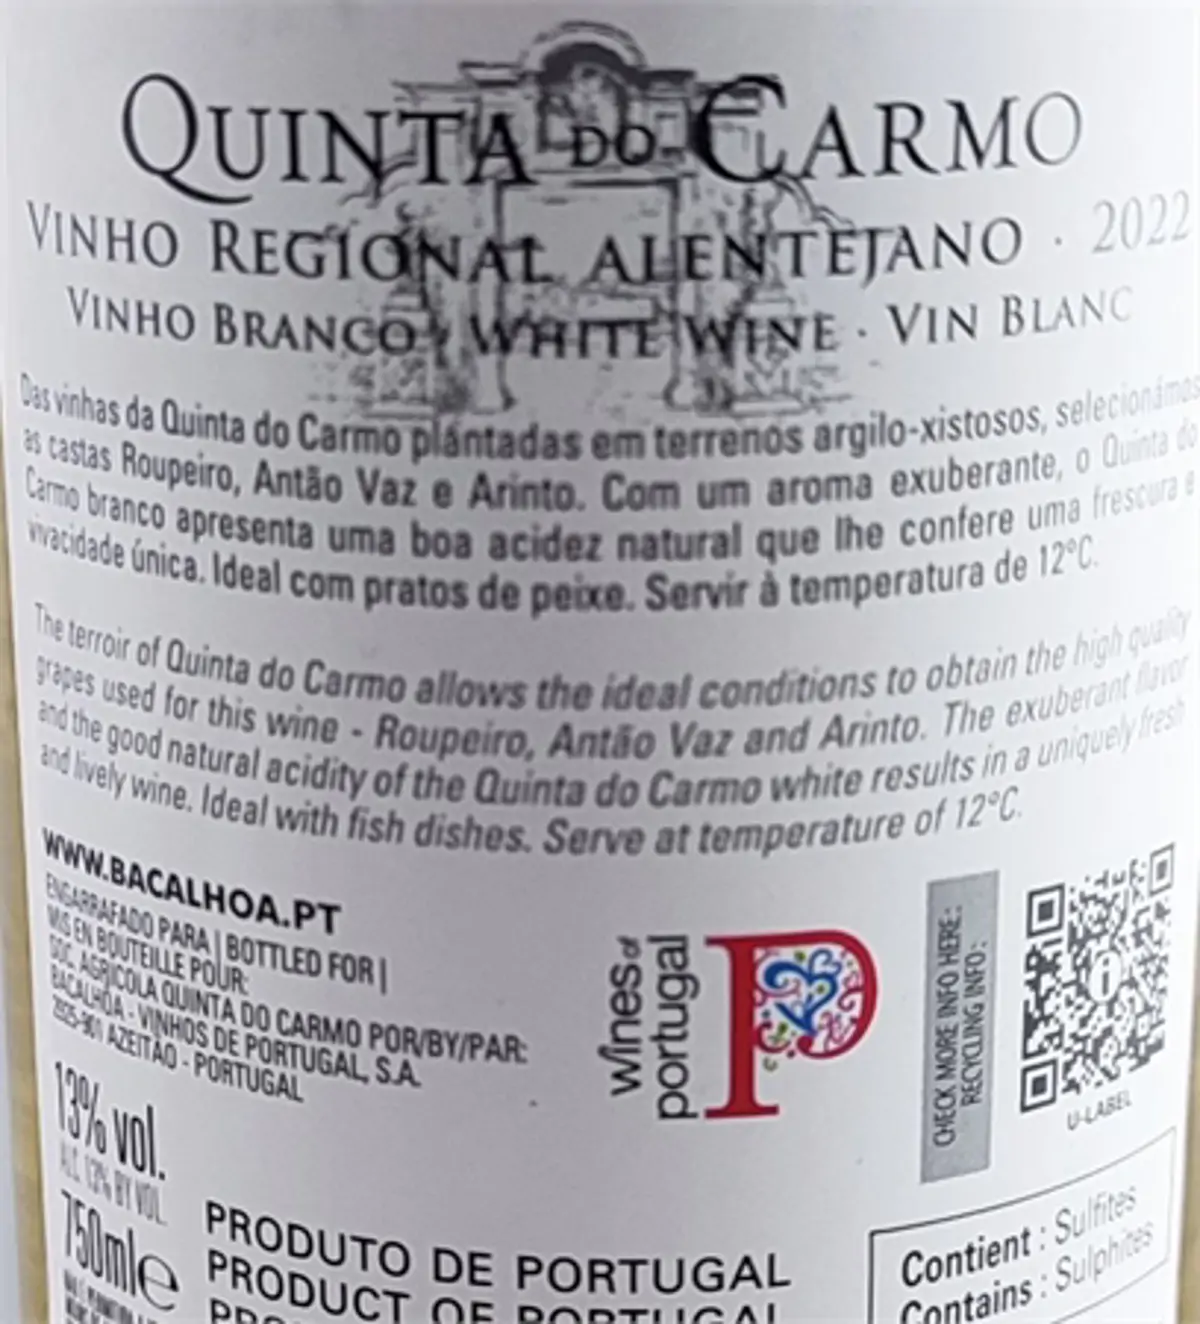 QUINTA DO CARMO
VINHO REGIONAL ALENTEJANO · 2022
VINHO BRANCO · WHITE WINE · VIN BLANC
Das vinhas da Quinta do Carmo plantadas em terrenos argilo-xistosos, selecionámos
as castas Roupeiro, Antão Vaz e Arinto. Com um aroma exuberante, o Quinta do
Carmo branco apresenta uma boa acidez natural que lhe confere uma frescura e
vivacidade única. Ideal com pratos de peixe. Servir à temperatura de 12ºC.
The terroir of Quinta do Carmo allows the ideal conditions to obtain the high quality
grapes used for this wine - Roupeiro, Antão Vaz and Arinto. The exuberant flavor
and the good natural acidity of the Quinta do Carmo white results in a uniquely fresh
and lively wine. Ideal with fish dishes. Serve at temperature of 12ºC.
WWW.BACALHOA.PT
ENGARRAFADO PARA | BOTTLED FOR |
MIS EN BOUTEILLE POUR:
SOC. AGRÍCOLA QUINTA DO CARMO POR/BY/PAR:
BACALHÔA - VINHOS DE PORTUGAL, S.A.
2925-901 AZEITÃO - PORTUGAL
wines of
portugal
CHECK MORE INFO HERE:
RECYCLING INFO:
U-LABEL
13% vol.
ALC. 13% BY VOL.
750ml e
PRODUTO DE PORTUGAL
PRODUCT OF PORTUGAL
Contient : Sulfites
Contains : Sulphites